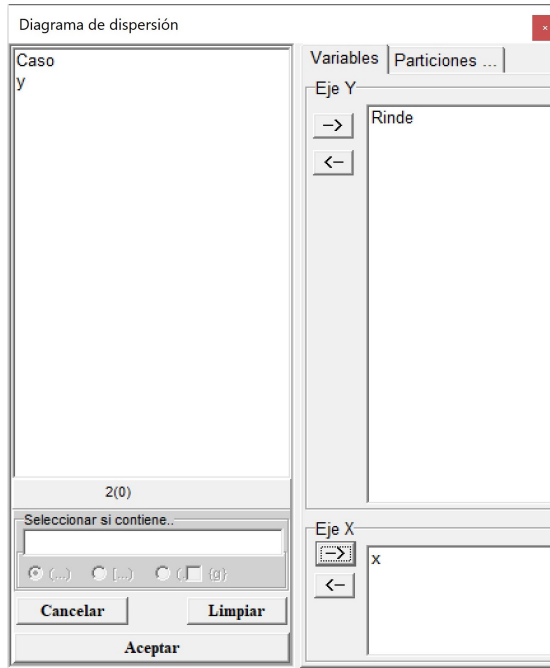 Diagrama de dispersión
×
Caso
y
2(0)
Seleccionar si contiene..
(...)
[...)
(.
{g}
Cancelar
Limpiar
Aceptar
Variables
Particiones ...
Eje Y
-->
<--
Rinde
Eje X
-->
<--
x